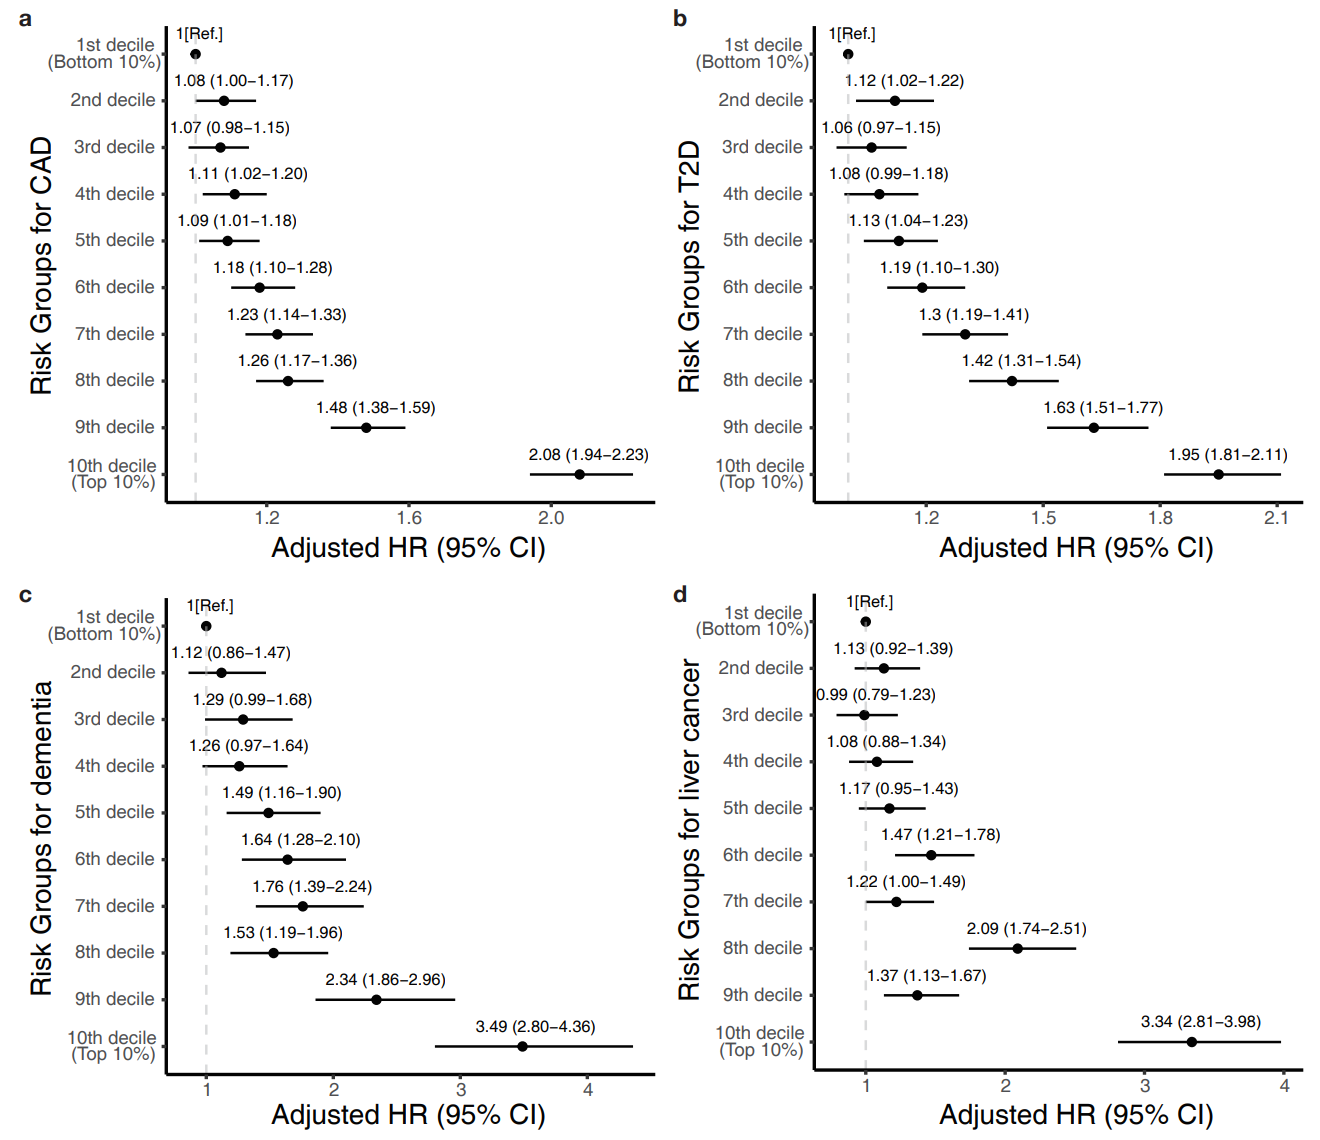 a
1[Ref.]
1st decile
(Bottom 10%)
1.08 (1.00−1.17)
2nd decile
1.07 (0.98−1.15)
3rd decile
1.11 (1.02−1.20)
4th decile
1.09 (1.01−1.18)
5th decile
1.18 (1.10−1.28)
6th decile
1.23 (1.14−1.33)
7th decile
1.26 (1.17−1.36)
8th decile
1.48 (1.38−1.59)
9th decile
2.08 (1.94−2.23)
10th decile
(Top 10%)
Risk Groups for CAD
1.2 1.6 2.0
Adjusted HR (95% CI)
b
1[Ref.]
1st decile
(Bottom 10%)
1.12 (1.02−1.22)
2nd decile
1.06 (0.97−1.15)
3rd decile
1.08 (0.99−1.18)
4th decile
1.13 (1.04−1.23)
5th decile
1.19 (1.10−1.30)
6th decile
1.3 (1.19−1.41)
7th decile
1.42 (1.31−1.54)
8th decile
1.63 (1.51−1.77)
9th decile
1.95 (1.81−2.11)
10th decile
(Top 10%)
Risk Groups for T2D
1.2 1.5 1.8 2.1
Adjusted HR (95% CI)
c
1[Ref.]
1st decile
(Bottom 10%)
1.12 (0.86−1.47)
2nd decile
1.29 (0.99−1.68)
3rd decile
1.26 (0.97−1.64)
4th decile
1.49 (1.16−1.90)
5th decile
1.64 (1.28−2.10)
6th decile
1.76 (1.39−2.24)
7th decile
1.53 (1.19−1.96)
8th decile
2.34 (1.86−2.96)
9th decile
3.49 (2.80−4.36)
10th decile
(Top 10%)
Risk Groups for dementia
1 2 3 4
Adjusted HR (95% CI)
d
1[Ref.]
1st decile
(Bottom 10%)
1.13 (0.92−1.39)
2nd decile
0.99 (0.79−1.23)
3rd decile
1.08 (0.88−1.34)
4th decile
1.17 (0.95−1.43)
5th decile
1.47 (1.21−1.78)
6th decile
1.22 (1.00−1.49)
7th decile
2.09 (1.74−2.51)
8th decile
1.37 (1.13−1.67)
9th decile
3.34 (2.81−3.98)
10th decile
(Top 10%)
Risk Groups for liver cancer
1 2 3 4
Adjusted HR (95% CI)